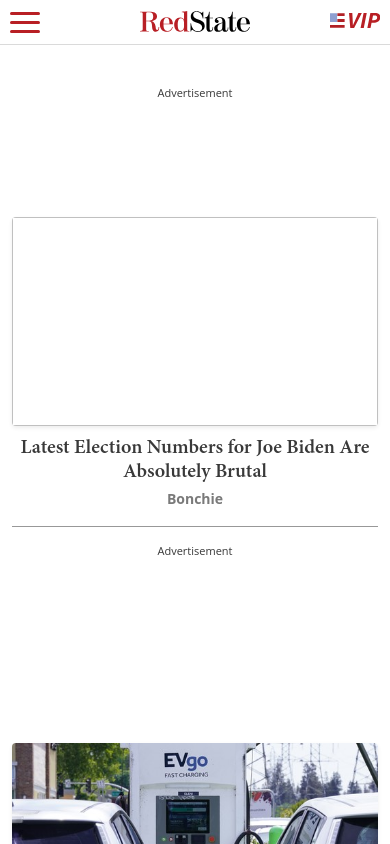 RedState
VIP
Advertisement
Latest Election Numbers for Joe Biden Are
Absolutely Brutal
Bonchie
Advertisement
EVgo
FAST CHARGING